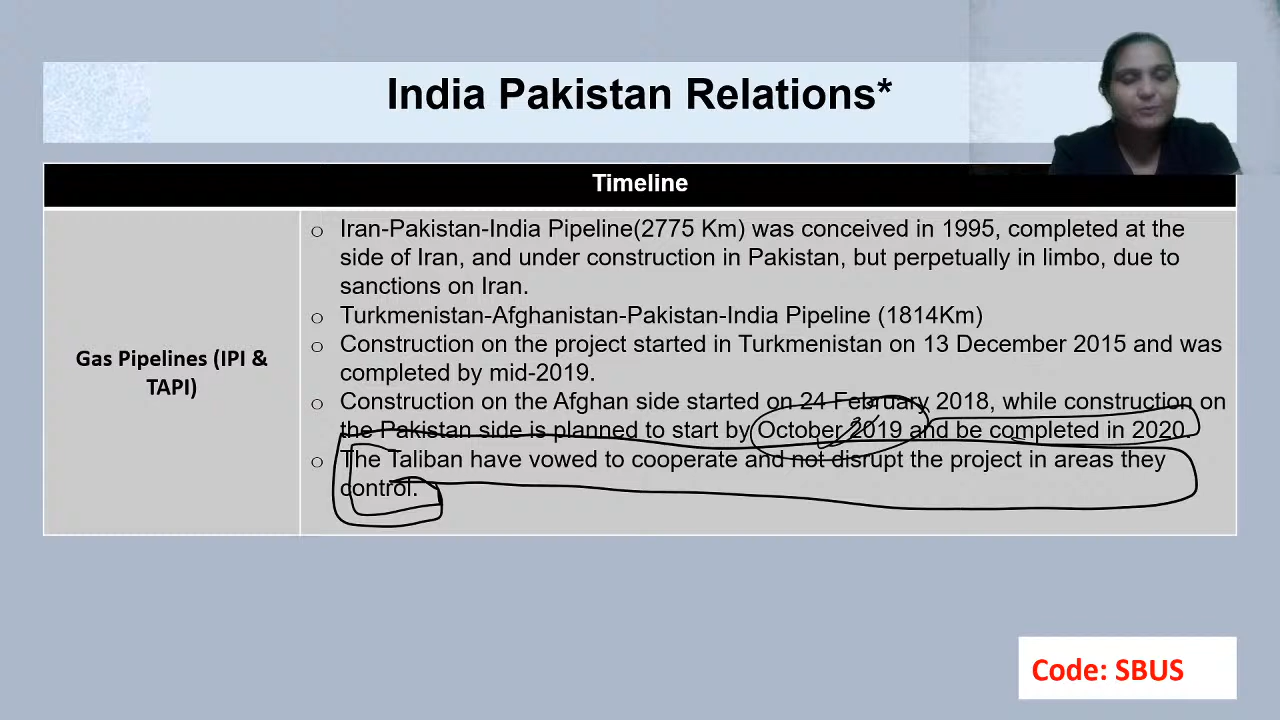 India Pakistan Relations*
Timeline
Gas Pipelines (IPI &
TAPI)
o Iran-Pakistan-India Pipeline(2775 Km) was conceived in 1995, completed at the
side of Iran, and under construction in Pakistan, but perpetually in limbo, due to
sanctions on Iran.
o Turkmenistan-Afghanistan-Pakistan-India Pipeline (1814Km)
o Construction on the project started in Turkmenistan on 13 December 2015 and was
completed by mid-2019.
o Construction on the Afghan side started on 24 February 2018, while construction on
the Pakistan side is planned to start by October 2019 and be completed in 2020.
o The Taliban have vowed to cooperate and not disrupt the project in areas they
control.
Code: SBUS